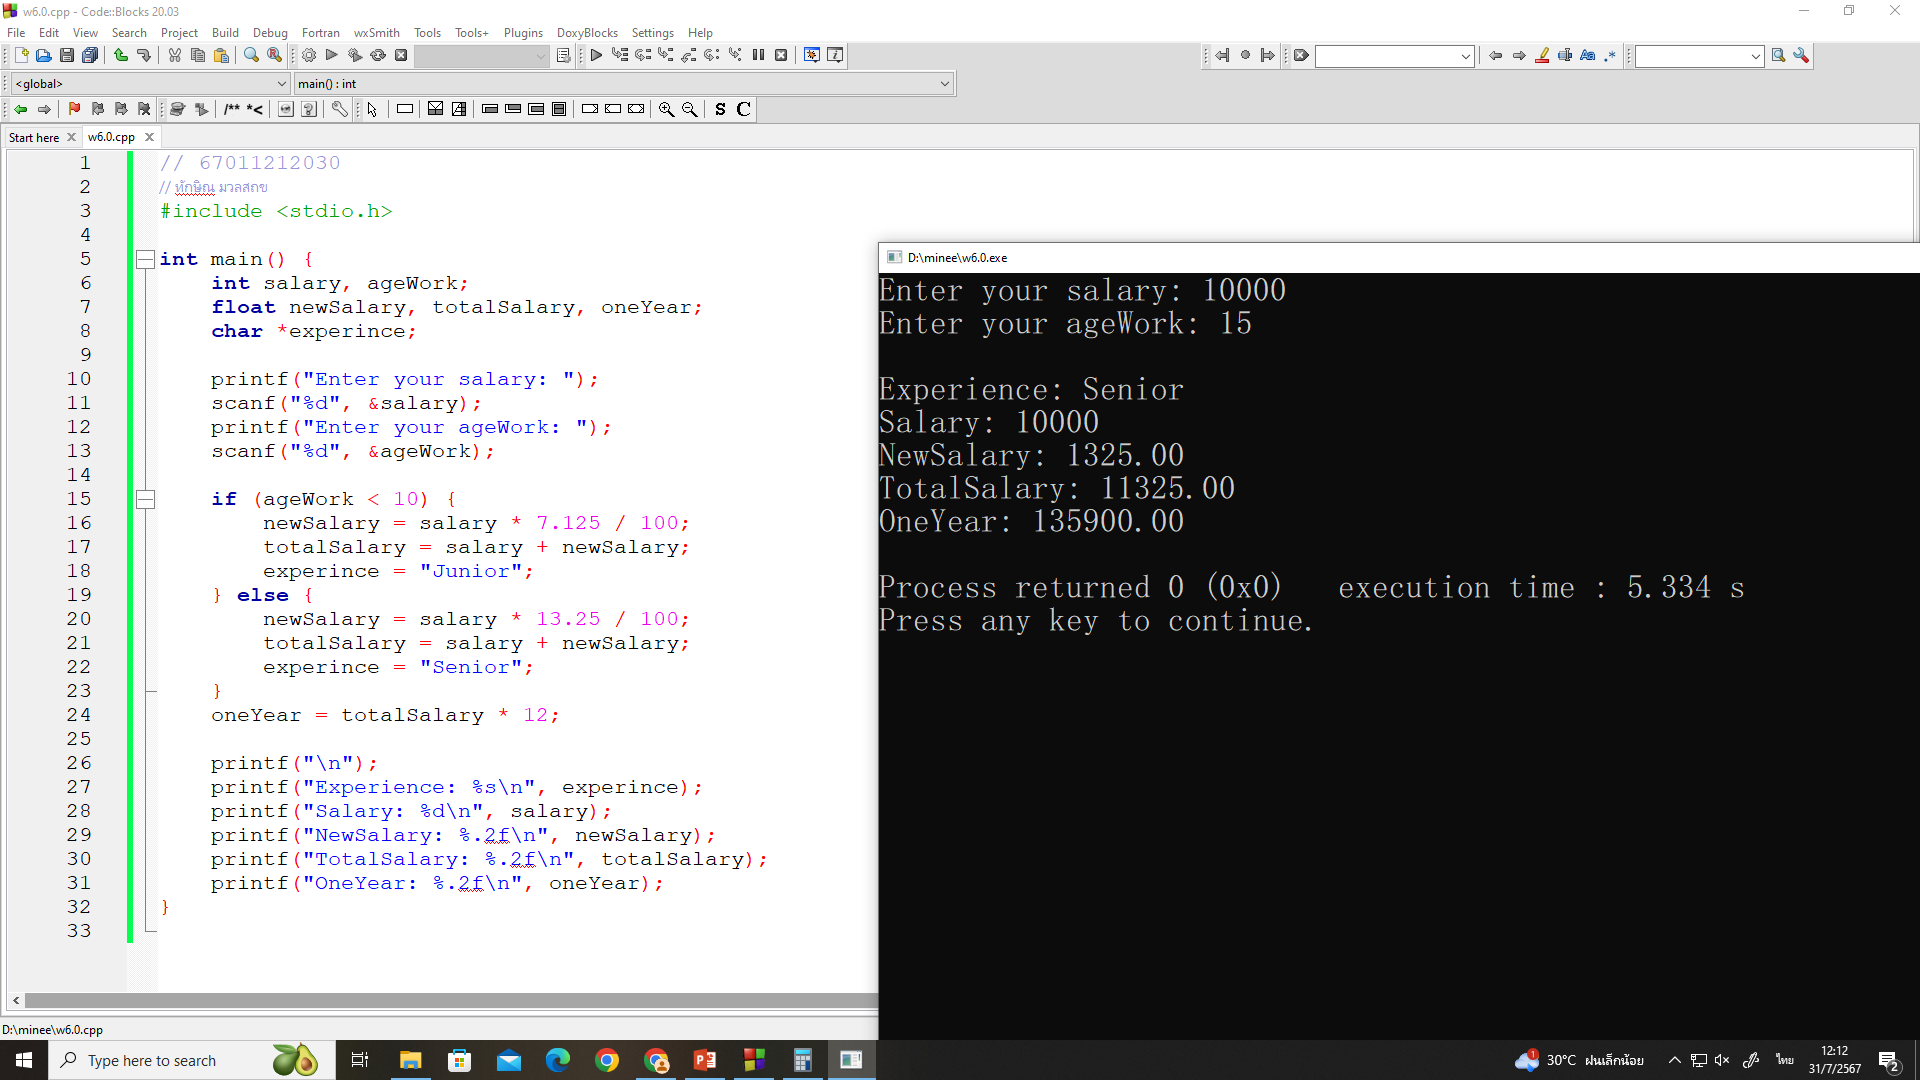 w6.0.cpp - Code::Blocks 20.03
File Edit View Search Project Build Debug Fortran wxSmith Tools Tools+ Plugins DoxyBlocks Settings Help
<global> main() : int
/** *< S C
Start here w6.0.cpp
1 // 67011212030
2 // ทักษิณ มวลสถข
3 #include <stdio.h>
4
5 int main() {
6 int salary, ageWork;
7 float newSalary, totalSalary, oneYear;
8 char *experince;
9
10 printf("Enter your salary: ");
11 scanf("%d", &salary);
12 printf("Enter your ageWork: ");
13 scanf("%d", &ageWork);
14
15 if (ageWork < 10) {
16 newSalary = salary * 7.125 / 100;
17 totalSalary = salary + newSalary;
18 experince = "Junior";
19 } else {
20 newSalary = salary * 13.25 / 100;
21 totalSalary = salary + newSalary;
22 experince = "Senior";
23 }
24 oneYear = totalSalary * 12;
25
26 printf("\n");
27 printf("Experience: %s\n", experince);
28 printf("Salary: %d\n", salary);
29 printf("NewSalary: %.2f\n", newSalary);
30 printf("TotalSalary: %.2f\n", totalSalary);
31 printf("OneYear: %.2f\n", oneYear);
32 }
33
D:\minee\w6.0.exe
Enter your salary: 10000
Enter your ageWork: 15
Experience: Senior
Salary: 10000
NewSalary: 1325.00
TotalSalary: 11325.00
OneYear: 135900.00
Process returned 0 (0x0) execution time : 5.334 s
Press any key to continue.
D:\minee\w6.0.cpp
Type here to search
1 30°C ฝนเล็กน้อย ไทย 12:12
31/7/2567 2